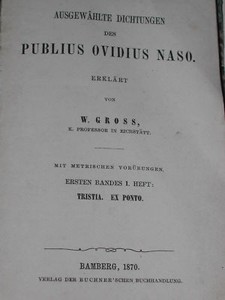 AUSGEWÄHLTE DICHTUNGEN
DES
PUBLIUS OVIDIUS NASO.
ERKLÄRT
VON
W. GROSS,
K. PROFESSOR IN EICHSTÄTT.
MIT METRISCHEN VORÜBUNGEN.
ERSTEN BANDES I. HEFT:
TRISTIA. EX PONTO.
BAMBERG, 1870.
VERLAG DER BUCHNER'SCHEN BUCHHANDLUNG.